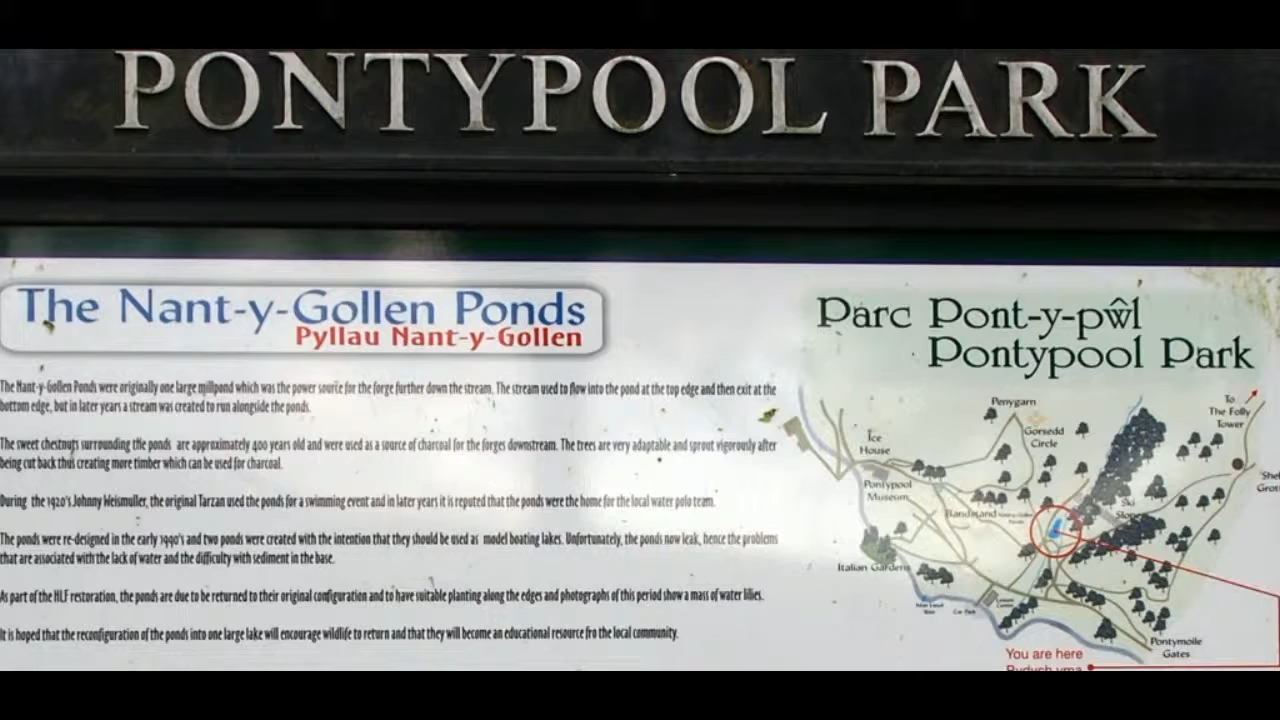 PONTYPOOL PARK
The Nant-y-Gollen Ponds
Pyllau Nant-y-Gollen
The Nant-y-Gollen Ponds were originally one large millpond which was the power source for the forge further down the stream. The stream used to flow into the pond at the top edge and then exit at the
bottom edge, but in later years a stream was created to run alongside the ponds.
The sweet chestnuts surrounding the ponds are approximately 400 years old and were used as a source of charcoal for the forges downstream. The trees are very adaptable and sprout vigorously after
being cut back thus creating more timber which can be used for charcoal.
During the 1920's Johnny Weismuller, the original Tarzan used the ponds for a swimming event and in later years it is reputed that the ponds were the home for the local water polo team.
The ponds were re-designed in the early 1990's and two ponds were created with the intention that they should be used as model boating lakes. Unfortunately, the ponds now leak, hence the problems
that are associated with the lack of water and the difficulty with sediment in the base.
As part of the HLF restoration, the ponds are due to be returned to their original configuration and to have suitable planting along the edges and photographs of this period show a mass of water lilies.
It is hoped that the reconfiguration of the ponds into one large lake will encourage wildlife to return and that they will become an educational resource fro the local community.
Parc Pont-y-pŵl
Pontypool Park
Penygarn
To
The Folly
Tower
Gorsedd
Circle
Ice
House
Pontypool
Museum
Bandstand
Ski
Slope
Italian Gardens
Car Park
Leisure
Centre
Pontymoile
Gates
You are here